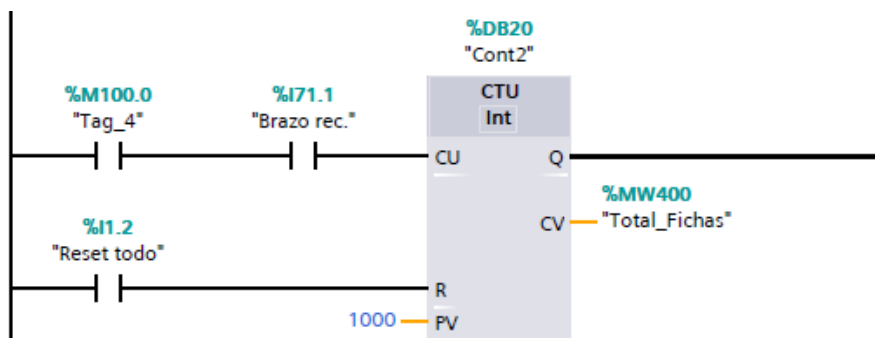 %DB20
"Cont2"
%M100.0
"Tag_4"
%I71.1
"Brazo rec."
CTU
Int
CU
Q
%MW400
CV
"Total_Fichas"
%I1.2
"Reset todo"
R
1000
PV